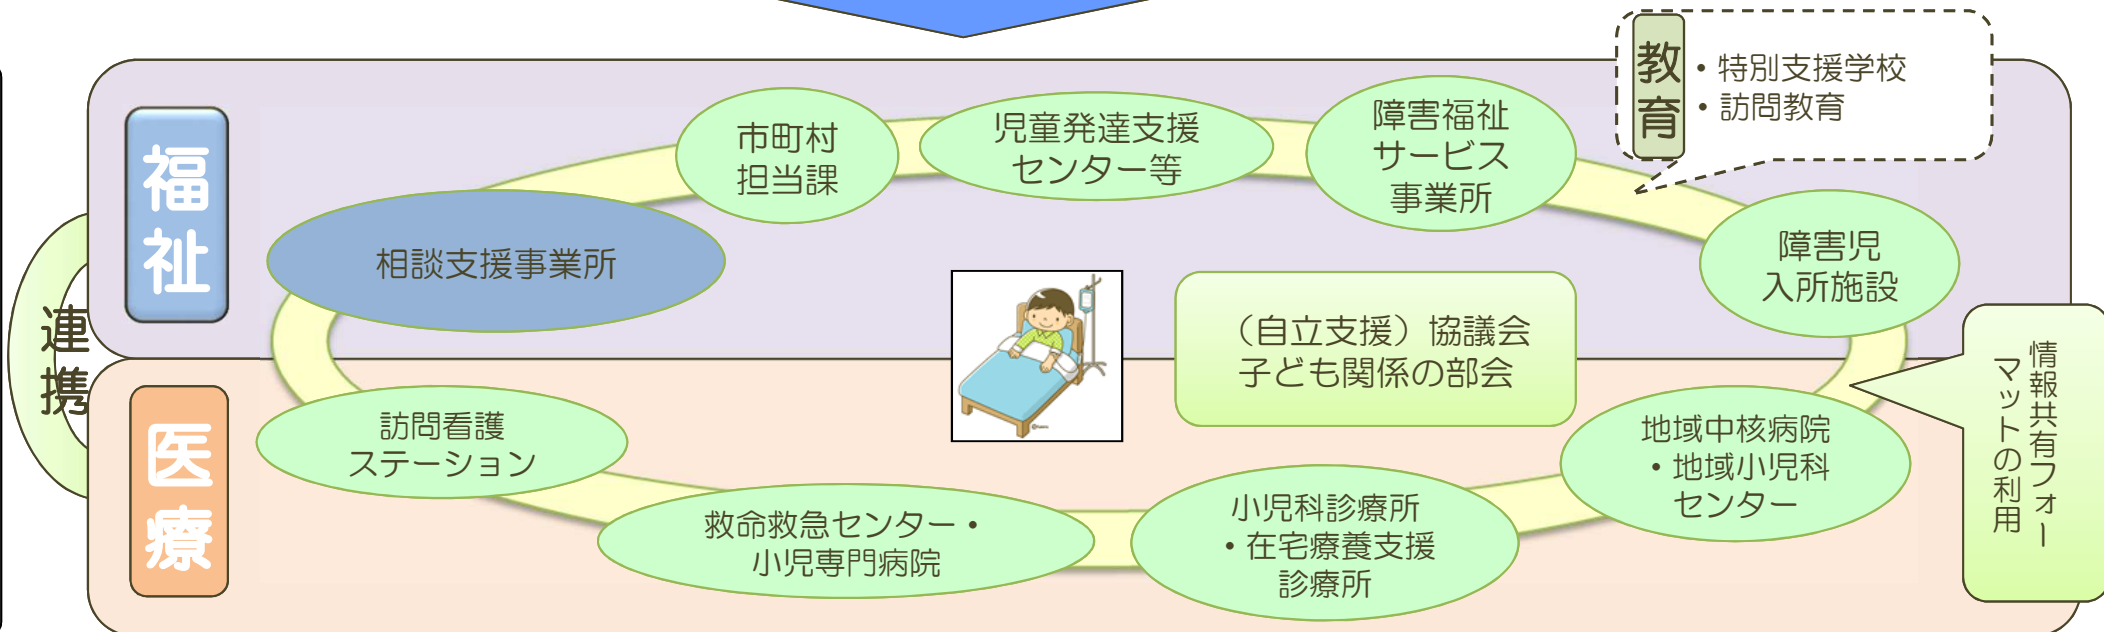 教育
・特別支援学校
・訪問教育
福祉
市町村
担当課
児童発達支援
センター等
障害福祉
サービス
事業所
相談支援事業所
障害児
入所施設
連携
（自立支援）協議会
子ども関係の部会
情報共有フォー
マットの利用
医療
訪問看護
ステーション
救命救急センター・
小児専門病院
小児科診療所
・在宅療養支援
診療所
地域中核病院
・地域小児科
センター